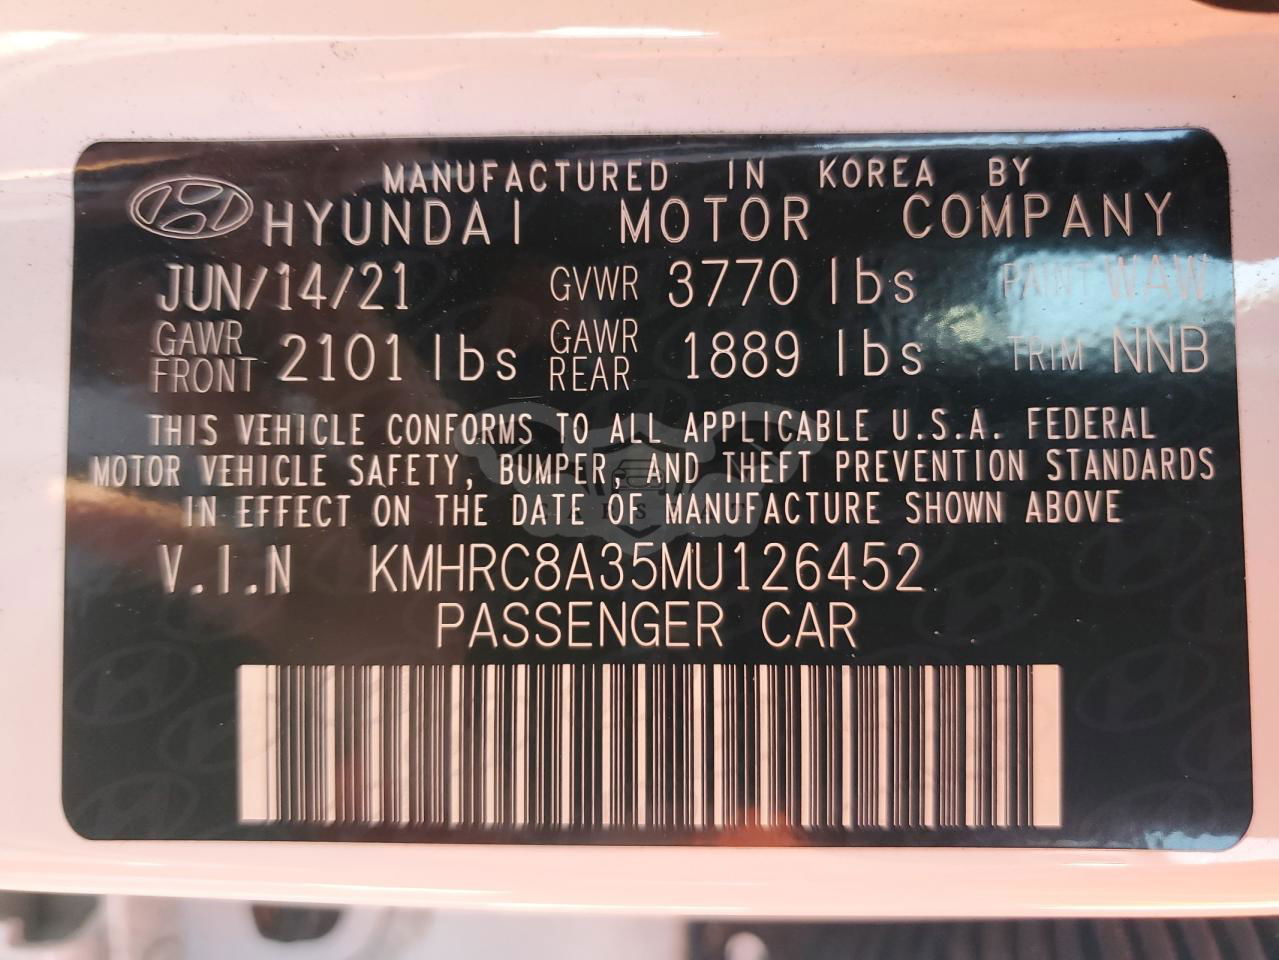 MANUFACTURED IN KOREA BY
HYUNDAI MOTOR COMPANY
JUN/14/21 GVWR 3770 lbs PAINT WAW
GAWR FRONT 2101 lbs GAWR REAR 1889 lbs TRIM NNB
THIS VEHICLE CONFORMS TO ALL APPLICABLE U.S.A. FEDERAL
MOTOR VEHICLE SAFETY, BUMPER, AND THEFT PREVENTION STANDARDS
IN EFFECT ON THE DATE OF MANUFACTURE SHOWN ABOVE
V.I.N KMHRC8A35MU126452
PASSENGER CAR